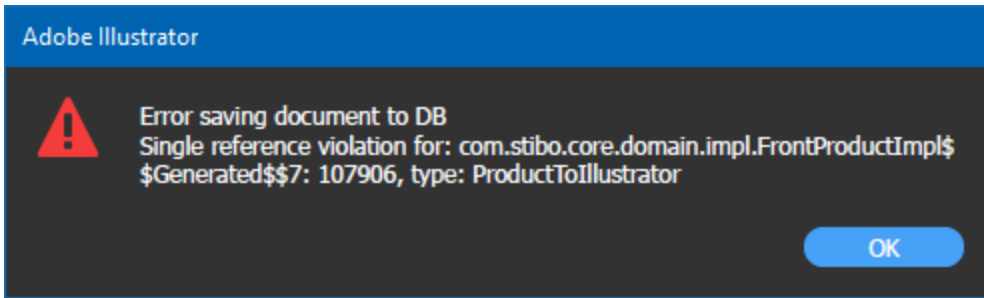 Adobe Illustrator
Error saving document to DB
Single reference violation for: com.stibo.core.domain.impl.FrontProductImpl$
$Generated$$7: 107906, type: ProductToIllustrator
OK